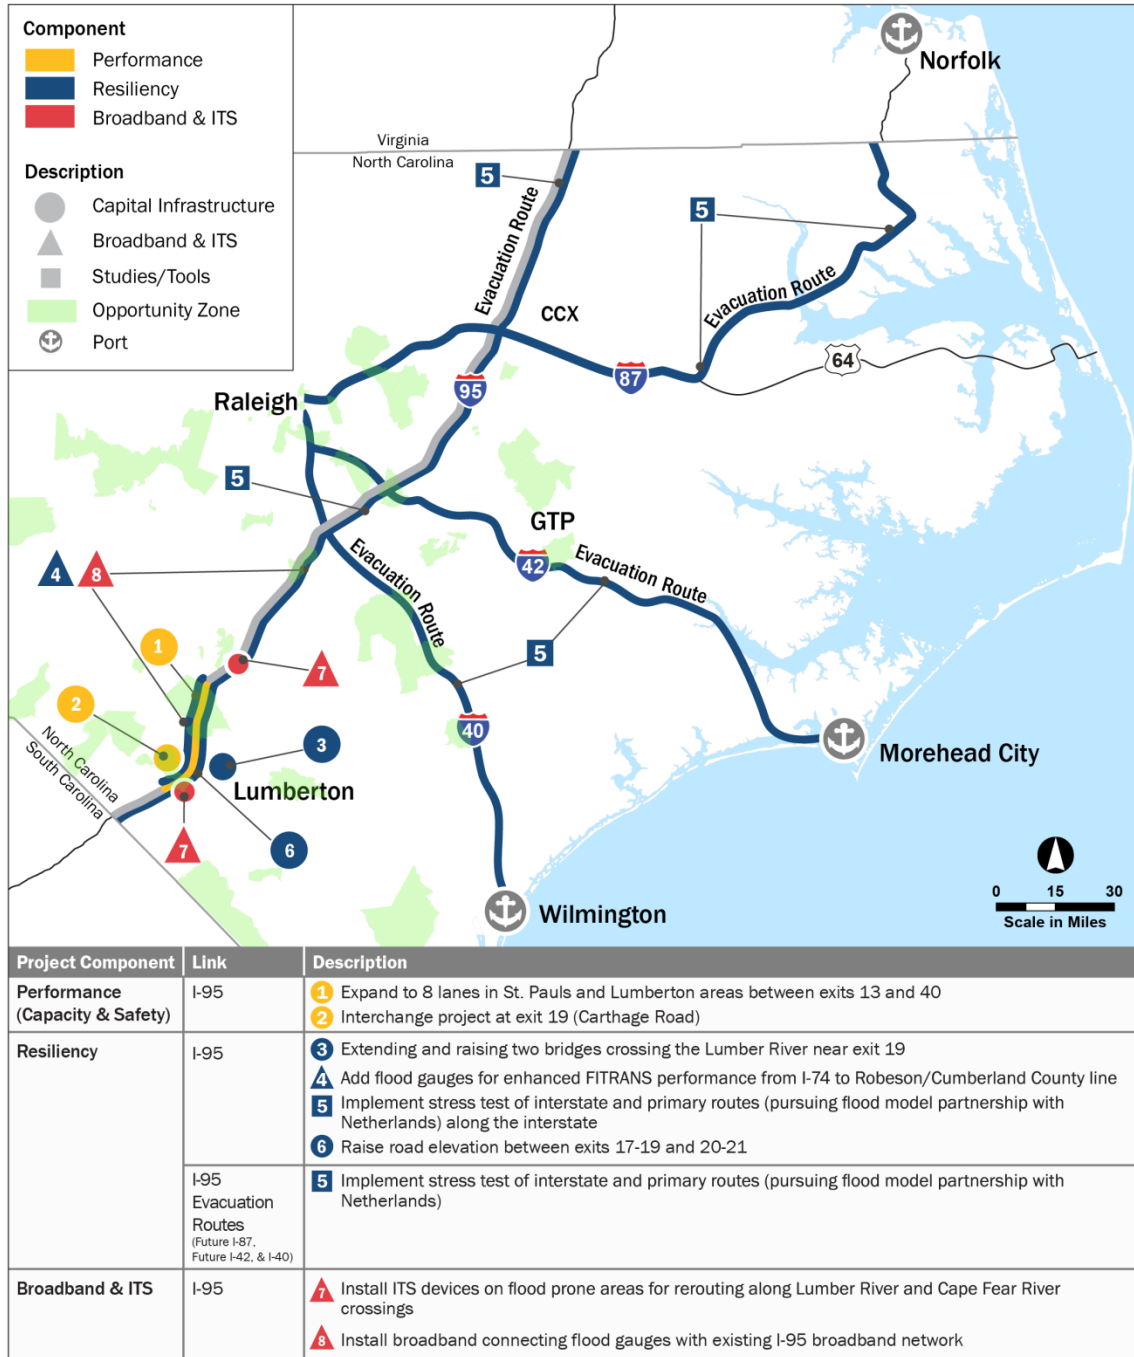 Component
Performance
Resiliency
Broadband & ITS
Description
Capital Infrastructure
Broadband & ITS
Studies/Tools
Opportunity Zone
Port
Norfolk
Virginia
North Carolina
5
5
Evacuation Route
Evacuation Route
CCX
64
95
87
Raleigh
5
GTP
42
Evacuation Route
Evacuation Route
4
8
1
7
5
2
40
3
North Carolina
South Carolina
Lumberton
Morehead City
7
6
Wilmington
0 15 30
Scale in Miles
Project Component Link Description
Performance (Capacity & Safety)
I-95
1 Expand to 8 lanes in St. Pauls and Lumberton areas between exits 13 and 40
2 Interchange project at exit 19 (Carthage Road)
Resiliency
I-95
3 Extending and raising two bridges crossing the Lumber River near exit 19
4 Add flood gauges for enhanced FITRANS performance from I-74 to Robeson/Cumberland County line
5 Implement stress test of interstate and primary routes (pursuing flood model partnership with
Netherlands) along the interstate
6 Raise road elevation between exits 17-19 and 20-21
I-95
Evacuation
Routes
(Future I-87,
Future I-42, & I-40)
5 Implement stress test of interstate and primary routes (pursuing flood model partnership with
Netherlands)
Broadband & ITS
I-95
7 Install ITS devices on flood prone areas for rerouting along Lumber River and Cape Fear River
crossings
8 Install broadband connecting flood gauges with existing I-95 broadband network